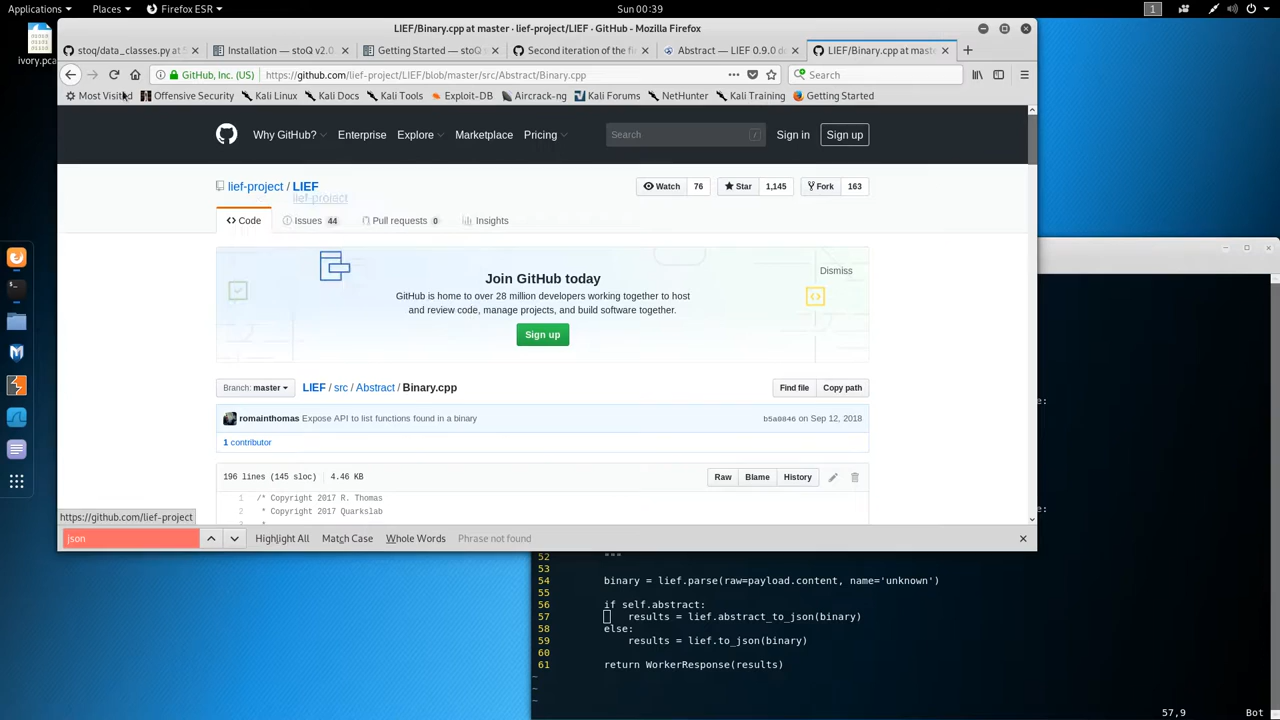 Applications Places Firefox ESR Sun 00:39 1
LIEF/Binary.cpp at master · lief-project/LIEF · GitHub - Mozilla Firefox
stoq/data_classes.py at s Installation — stoQ v2.0 Getting Started — stoQ Second iteration of the fi Abstract — LIEF 0.9.0 d LIEF/Binary.cpp at mast
GitHub, Inc. (US) https://github.com/lief-project/LIEF/blob/master/src/Abstract/Binary.cpp Search
Most Visited Offensive Security Kali Linux Kali Docs Kali Tools Exploit-DB Aircrack-ng Kali Forums NetHunter Kali Training Getting Started
ivory.pca
Why GitHub? Enterprise Explore Marketplace Pricing Search / Sign in Sign up
lief-project / LIEF Watch 76 Star 1,145 Fork 163
lief-project
Code Issues 44 Pull requests 0 Insights
Join GitHub today
Dismiss
GitHub is home to over 28 million developers working together to host
and review code, manage projects, and build software together.
Sign up
Branch: master LIEF / src / Abstract / Binary.cpp Find file Copy path
romainthomas Expose API to list functions found in a binary b5a0846 on Sep 12, 2018
1 contributor
196 lines (145 sloc) 4.46 KB Raw Blame History
1 /* Copyright 2017 R. Thomas
2 * Copyright 2017 Quarkslab
https://github.com/lief-project
json Highlight All Match Case Whole Words Phrase not found
e:
e:
52 """
53
54 binary = lief.parse(raw=payload.content, name='unknown')
55
56 if self.abstract:
57 results = lief.abstract_to_json(binary)
58 else:
59 results = lief.to_json(binary)
60
61 return WorkerResponse(results)
~
~
~
57,9 Bot